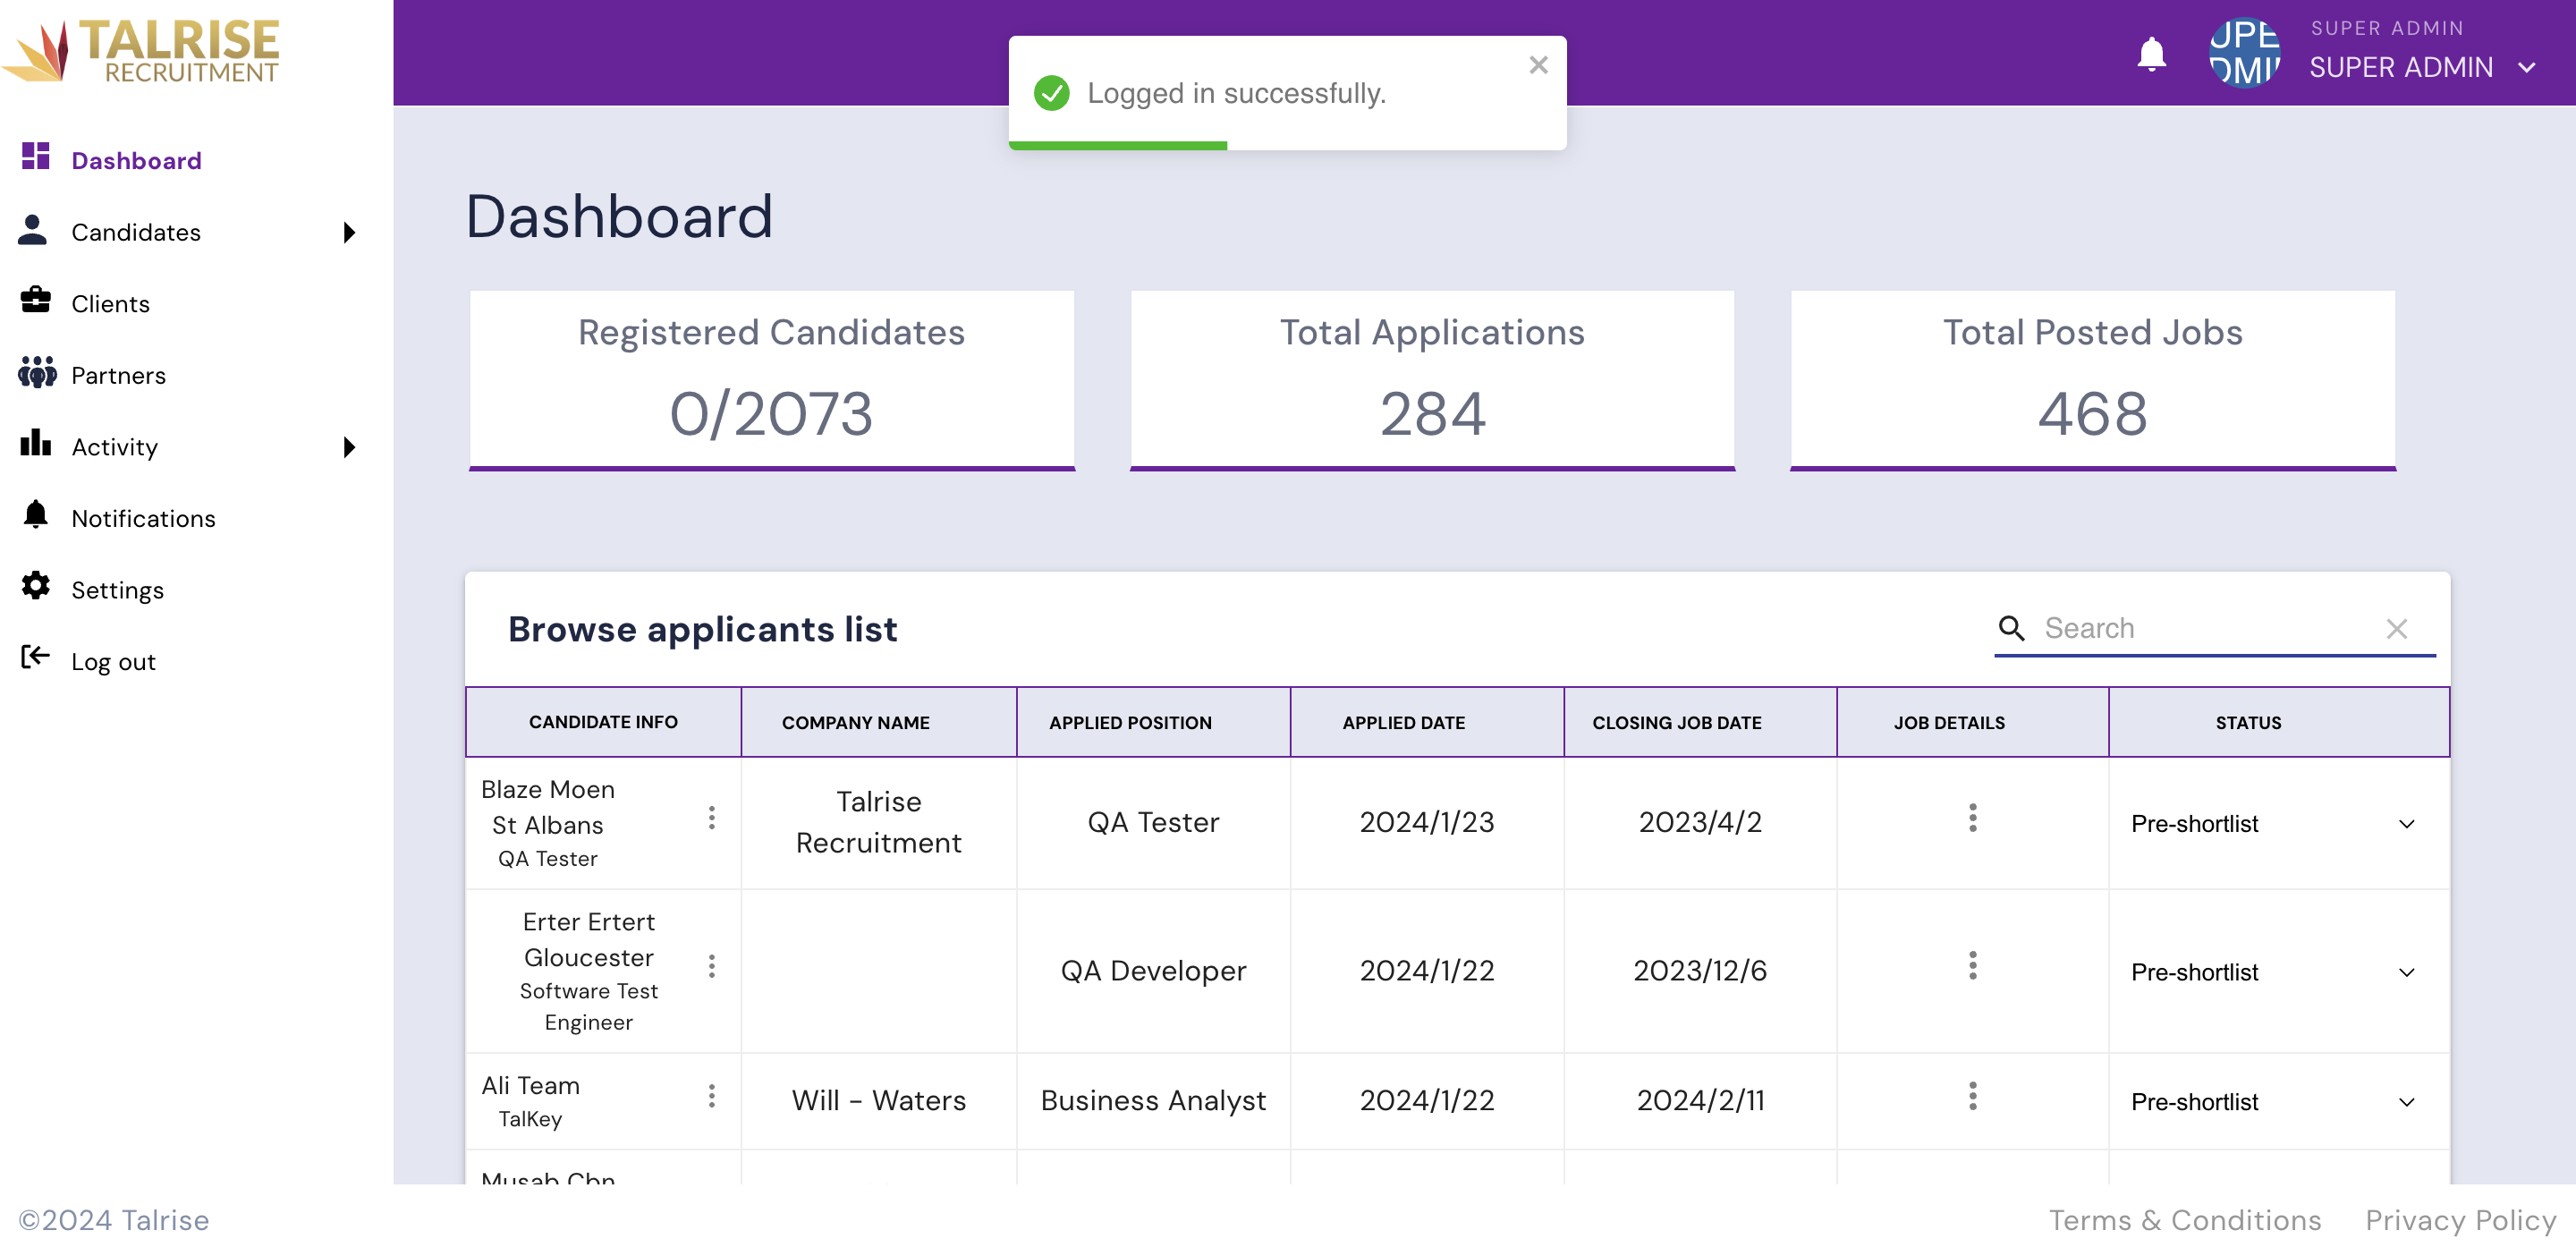 TALRISE
RECRUITMENT
SUPER ADMIN
SUPER ADMIN
Logged in successfully.
Dashboard
Candidates
Clients
Partners
Activity
Notifications
Settings
Log out
Dashboard
Registered Candidates
0/2073
Total Applications
284
Total Posted Jobs
468
Browse applicants list
Search
CANDIDATE INFO COMPANY NAME APPLIED POSITION APPLIED DATE CLOSING JOB DATE JOB DETAILS STATUS
Blaze Moen
St Albans
QA Tester
Talrise
Recruitment
QA Tester
2024/1/23
2023/4/2
Pre-shortlist
Erter Ertert
Gloucester
Software Test
Engineer
QA Developer
2024/1/22
2023/12/6
Pre-shortlist
Ali Team
TalKey
Will - Waters
Business Analyst
2024/1/22
2024/2/11
Pre-shortlist
Musab Cbn
©2024 Talrise
Terms & Conditions
Privacy Policy